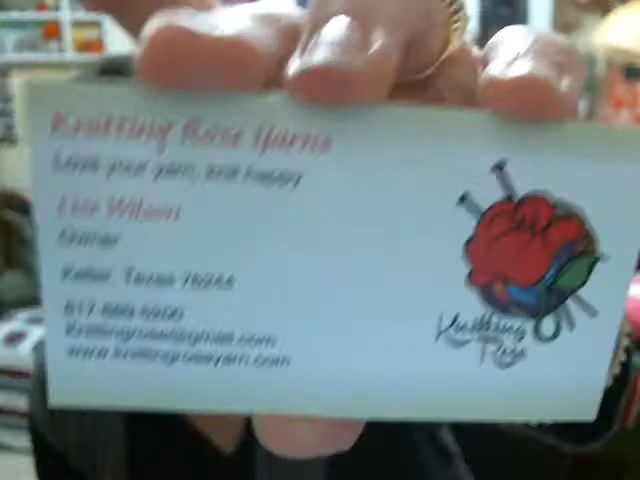 Knitting Rose Yarns
Love your yarn, knit happy
Wilson
Owner
Keller, Texas 76244
Knittingrose@gmail.com
www.knittingroseyarn.com
Knitting
Rose